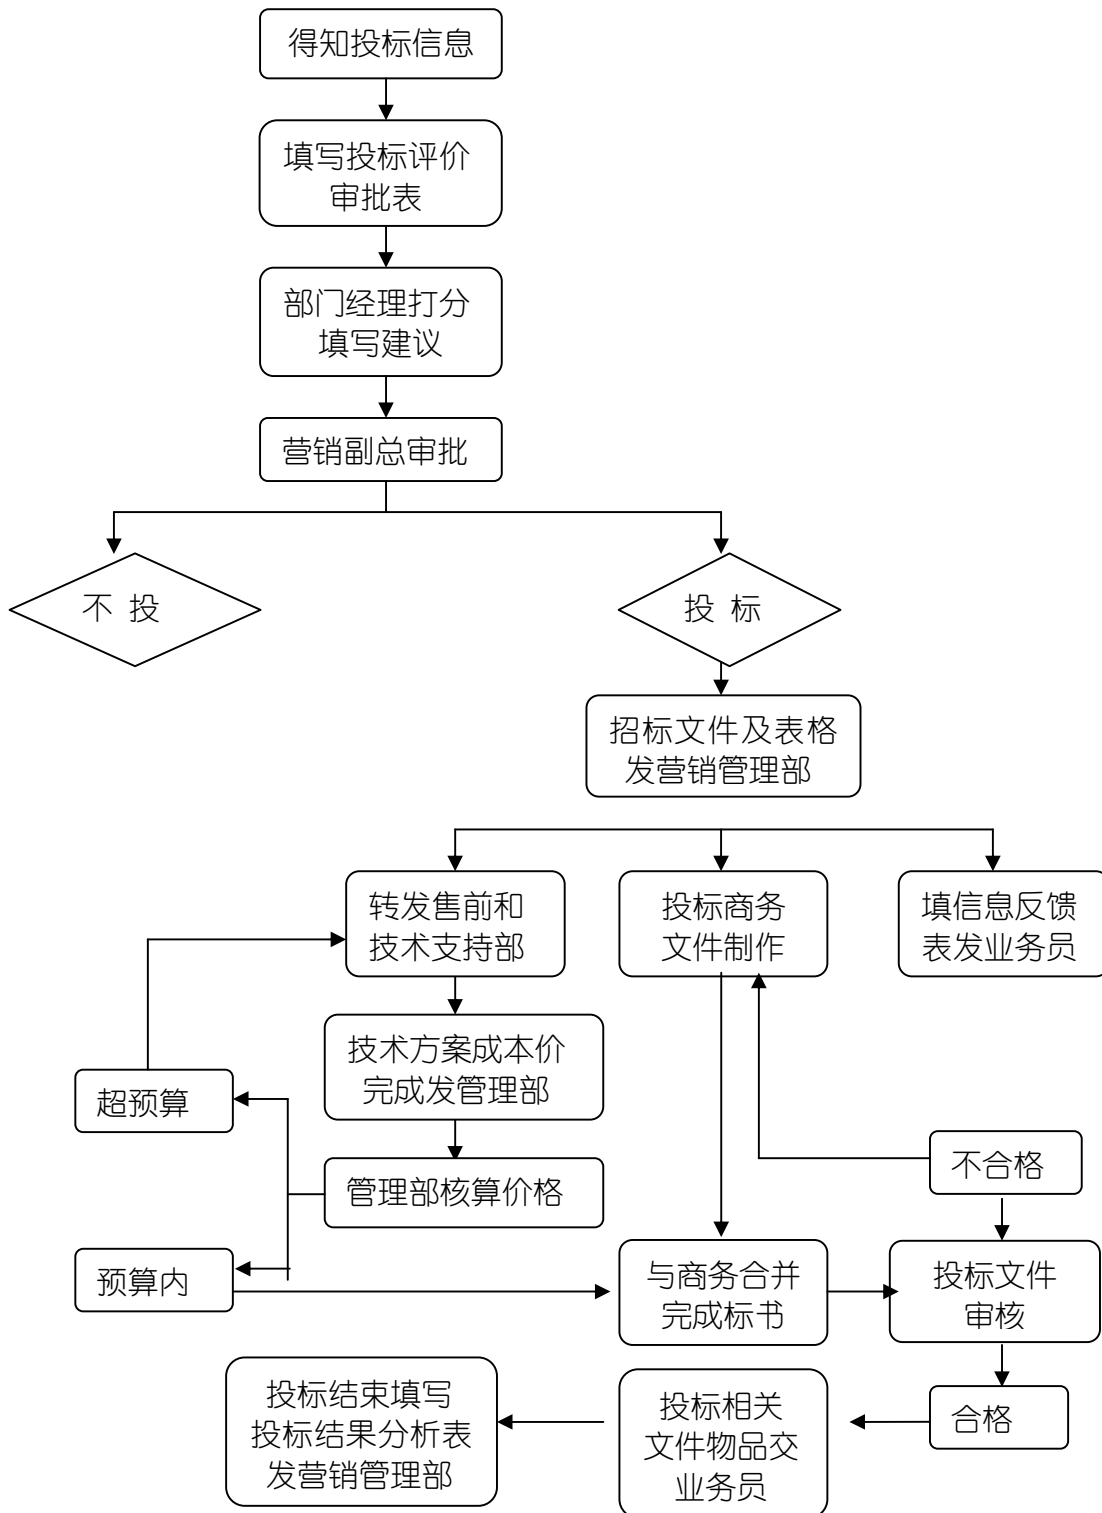 得知投标信息
填写投标评价
审批表
部门经理打分
填写建议
营销副总审批
不 投
投 标
招标文件及表格
发营销管理部
转发售前和
技术支持部
投标商务
文件制作
填信息反馈
表发业务员
技术方案成本价
完成发管理部
超预算
管理部核算价格
不合格
预算内
与商务合并
完成标书
投标文件
审核
投标结束填写
投标结果分析表
发营销管理部
投标相关
文件物品交
业务员
合格